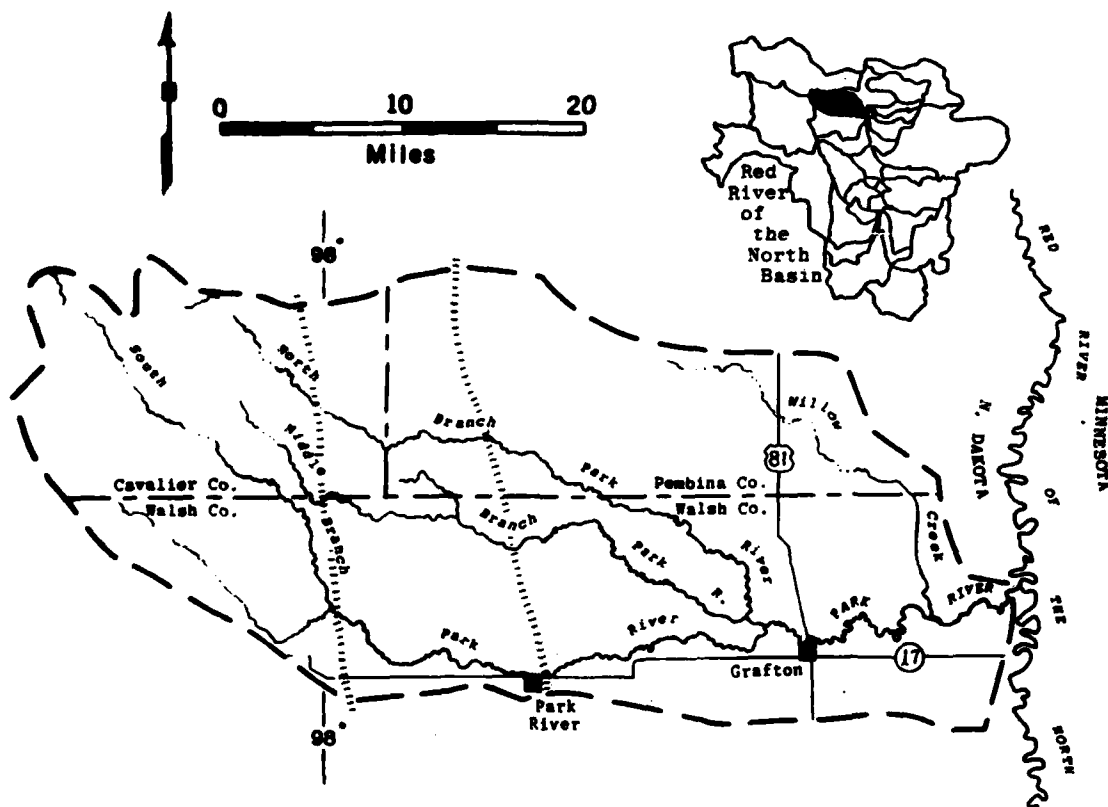 0 10 20
Miles
Red
River
of
the
North
Basin
98°
RED
RIVER
OF
THE
NORTH
N. DAKOTA
MINNESOTA
South
Branch
Park
River
North
Branch
Park
River
Middle
Branch
Park
R.
Willow
Creek
81
Cavalier Co.
Walsh Co.
Pembina Co.
Walsh Co.
PARK
RIVER
Grafton
17
Park
River
98°